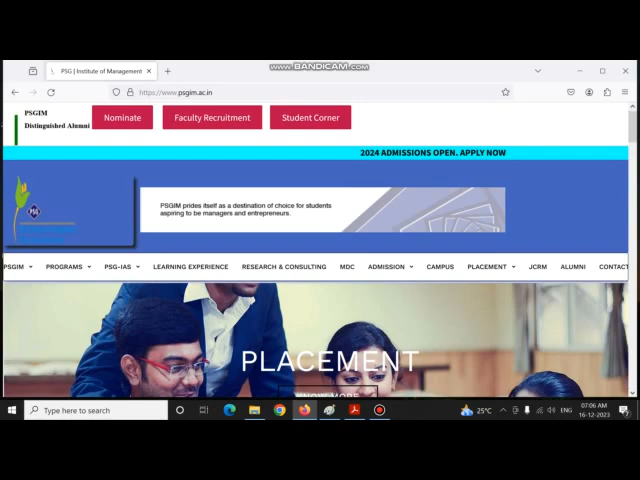 www.BANDICAM.com
PSG | Institute of Management
https://www.psgim.ac.in
PSGIM
Distinguished Alumni
Nominate
Faculty Recruitment
Student Corner
2024 ADMISSIONS OPEN. APPLY NOW
PSGIM prides itself as a destination of choice for students
aspiring to be managers and entrepreneurs.
PSGIM PROGRAMS PSG-IAS LEARNING EXPERIENCE RESEARCH & CONSULTING MDC ADMISSION CAMPUS PLACEMENT JCRM ALUMNI CONTACT
PLACEMENT
KNOW MORE
Type here to search
25°C
ENG
07:06 AM
16-12-2023